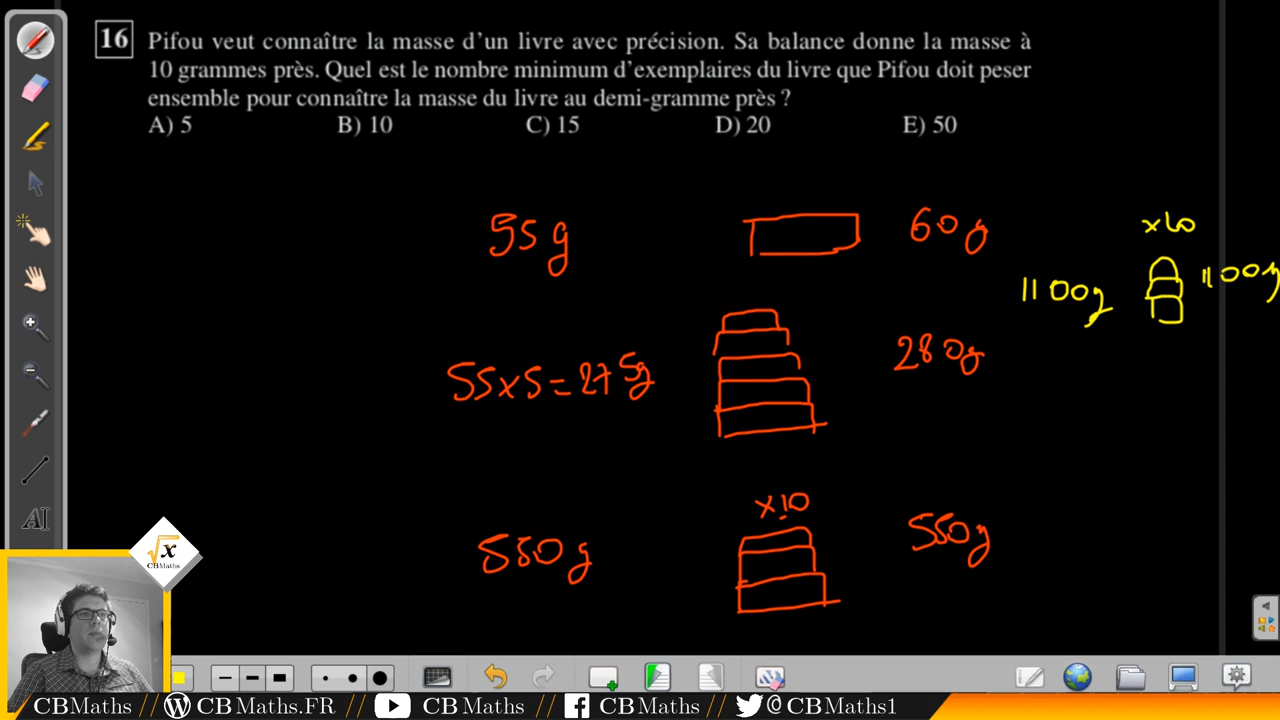 16 Pifou veut connaître la masse d'un livre avec précision. Sa balance donne la masse à
10 grammes près. Quel est le nombre minimum d'exemplaires du livre que Pifou doit peser
ensemble pour connaître la masse du livre au demi-gramme près ?
A) 5 B) 10 C) 15 D) 20 E) 50
55g 60g
x20
1100g 1100g
55x5=275g 280g
x10
550g 550g
AI
√x
CBMaths
CBMaths CBMaths.FR CBMaths CBMaths @CBMaths1